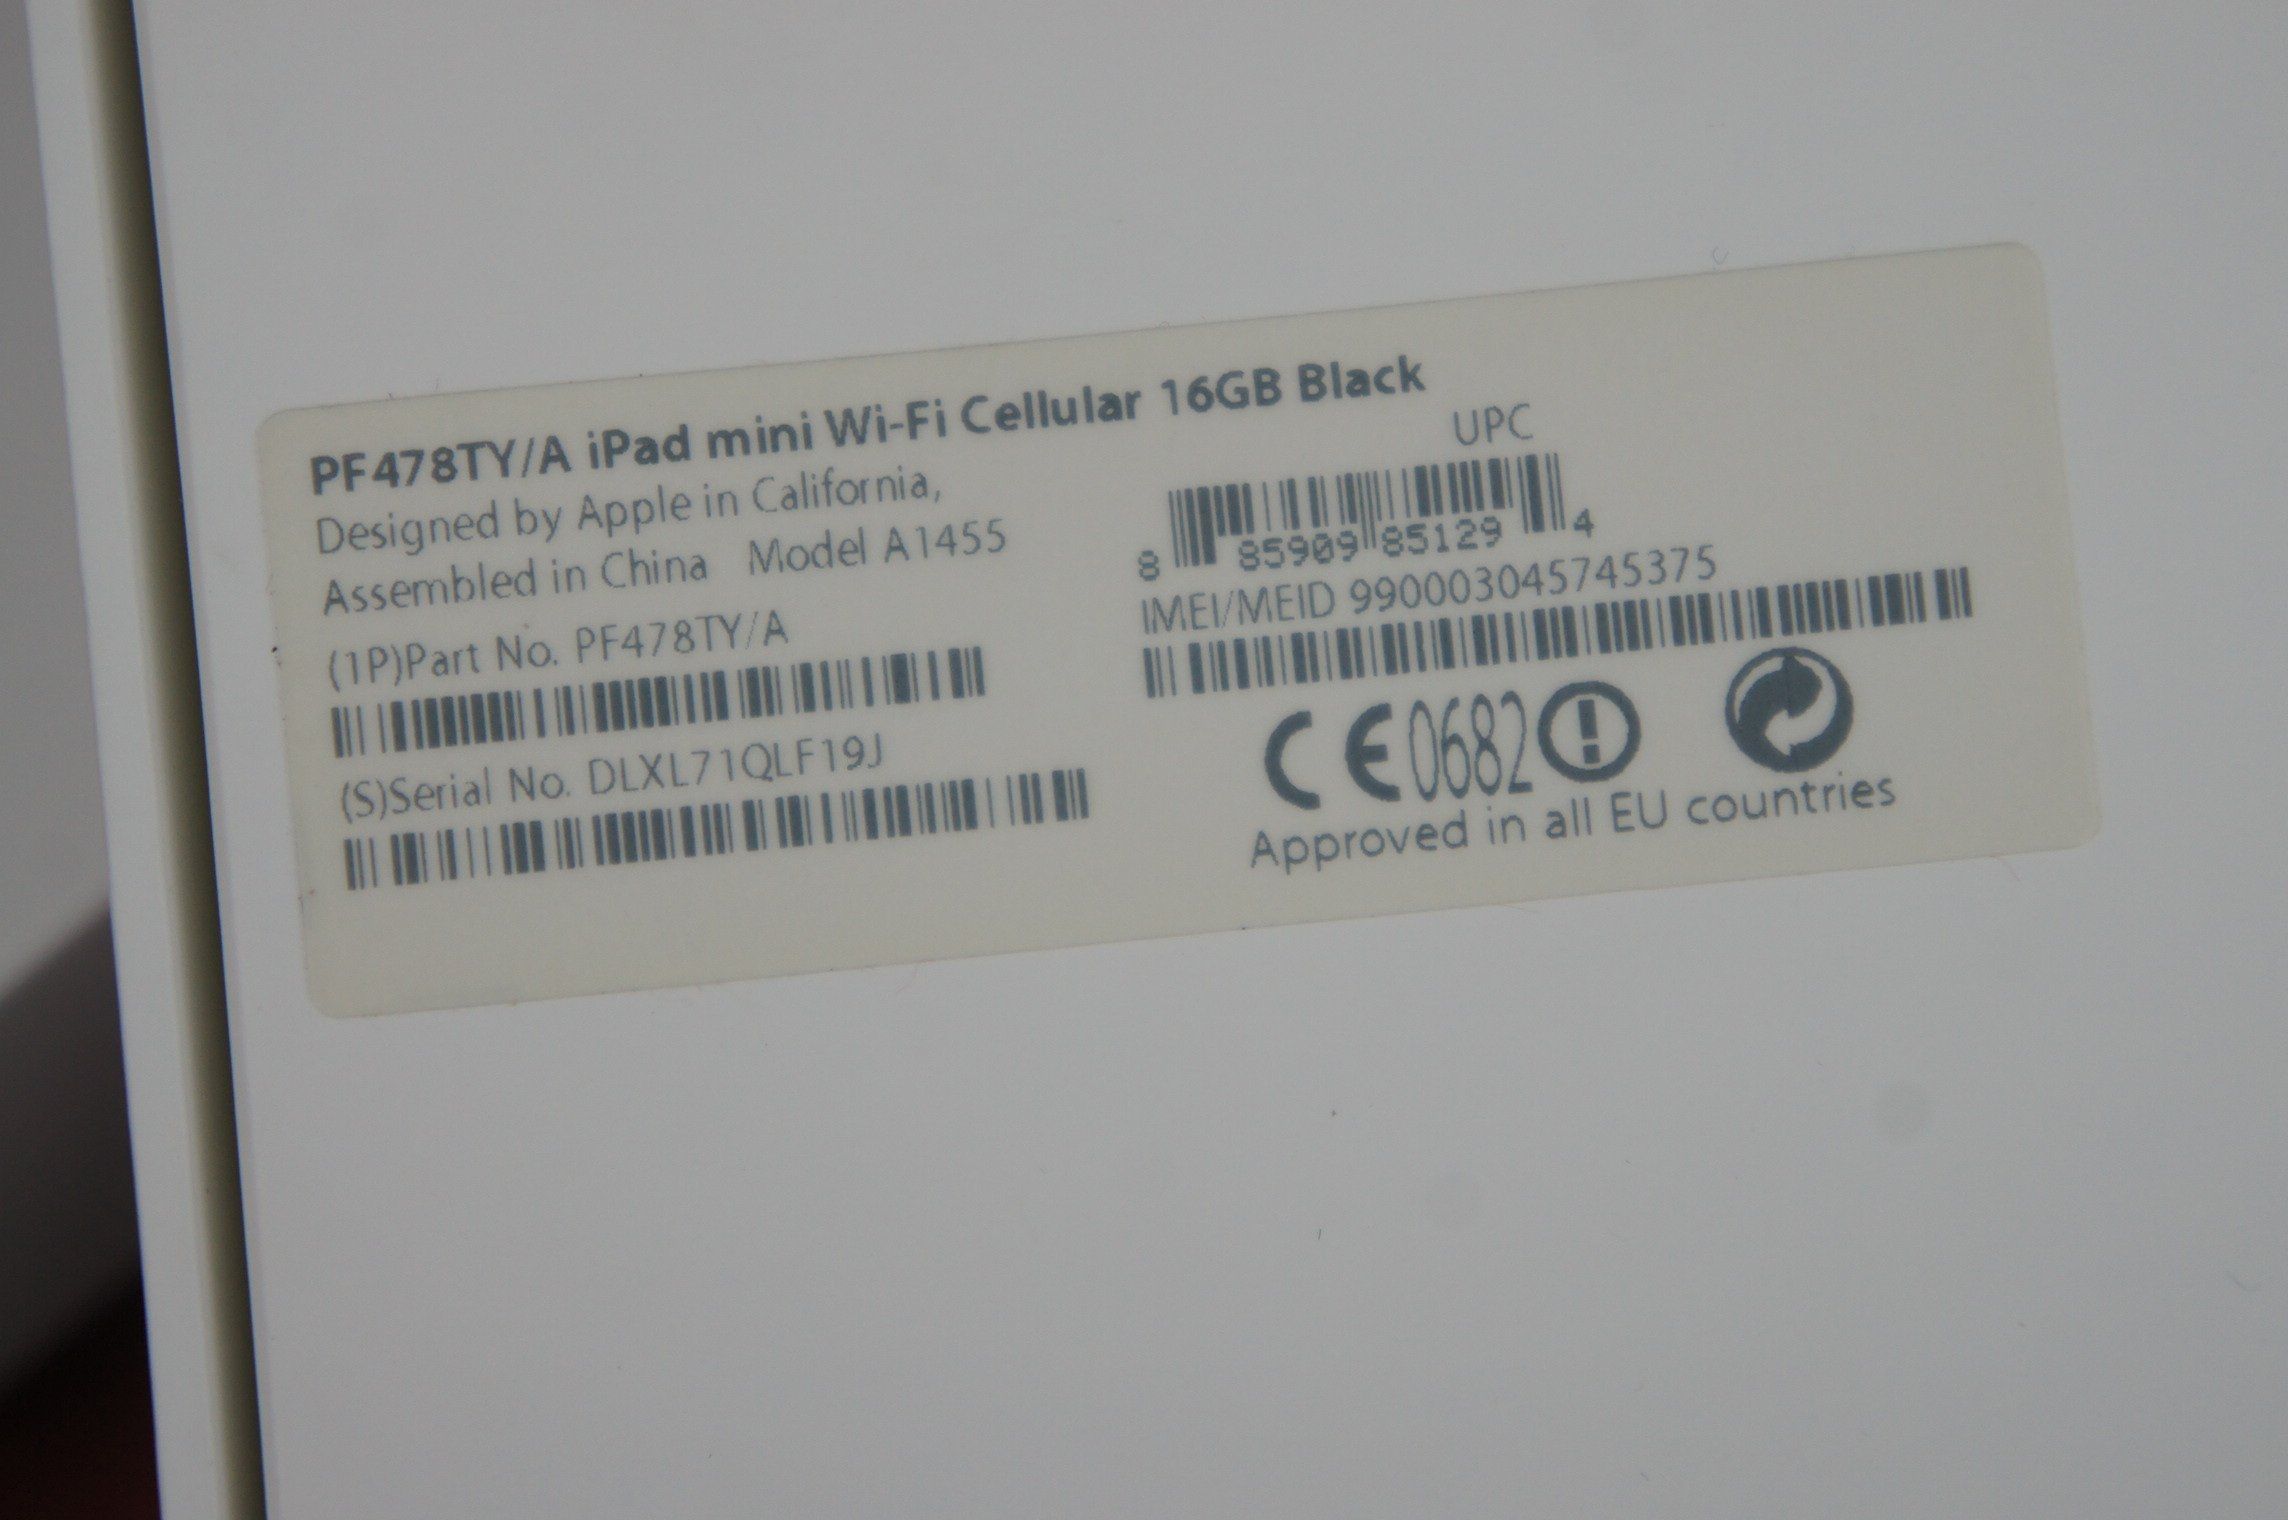 PF478TY/A iPad mini Wi-Fi Cellular 16GB Black
Designed by Apple in California,
Assembled in China Model A1455
(1P)Part No. PF478TY/A
(S)Serial No. DLXL71QLF19J
UPC
8 85909 85129 4
IMEI/MEID 990003045745375
CE0682
Approved in all EU countries